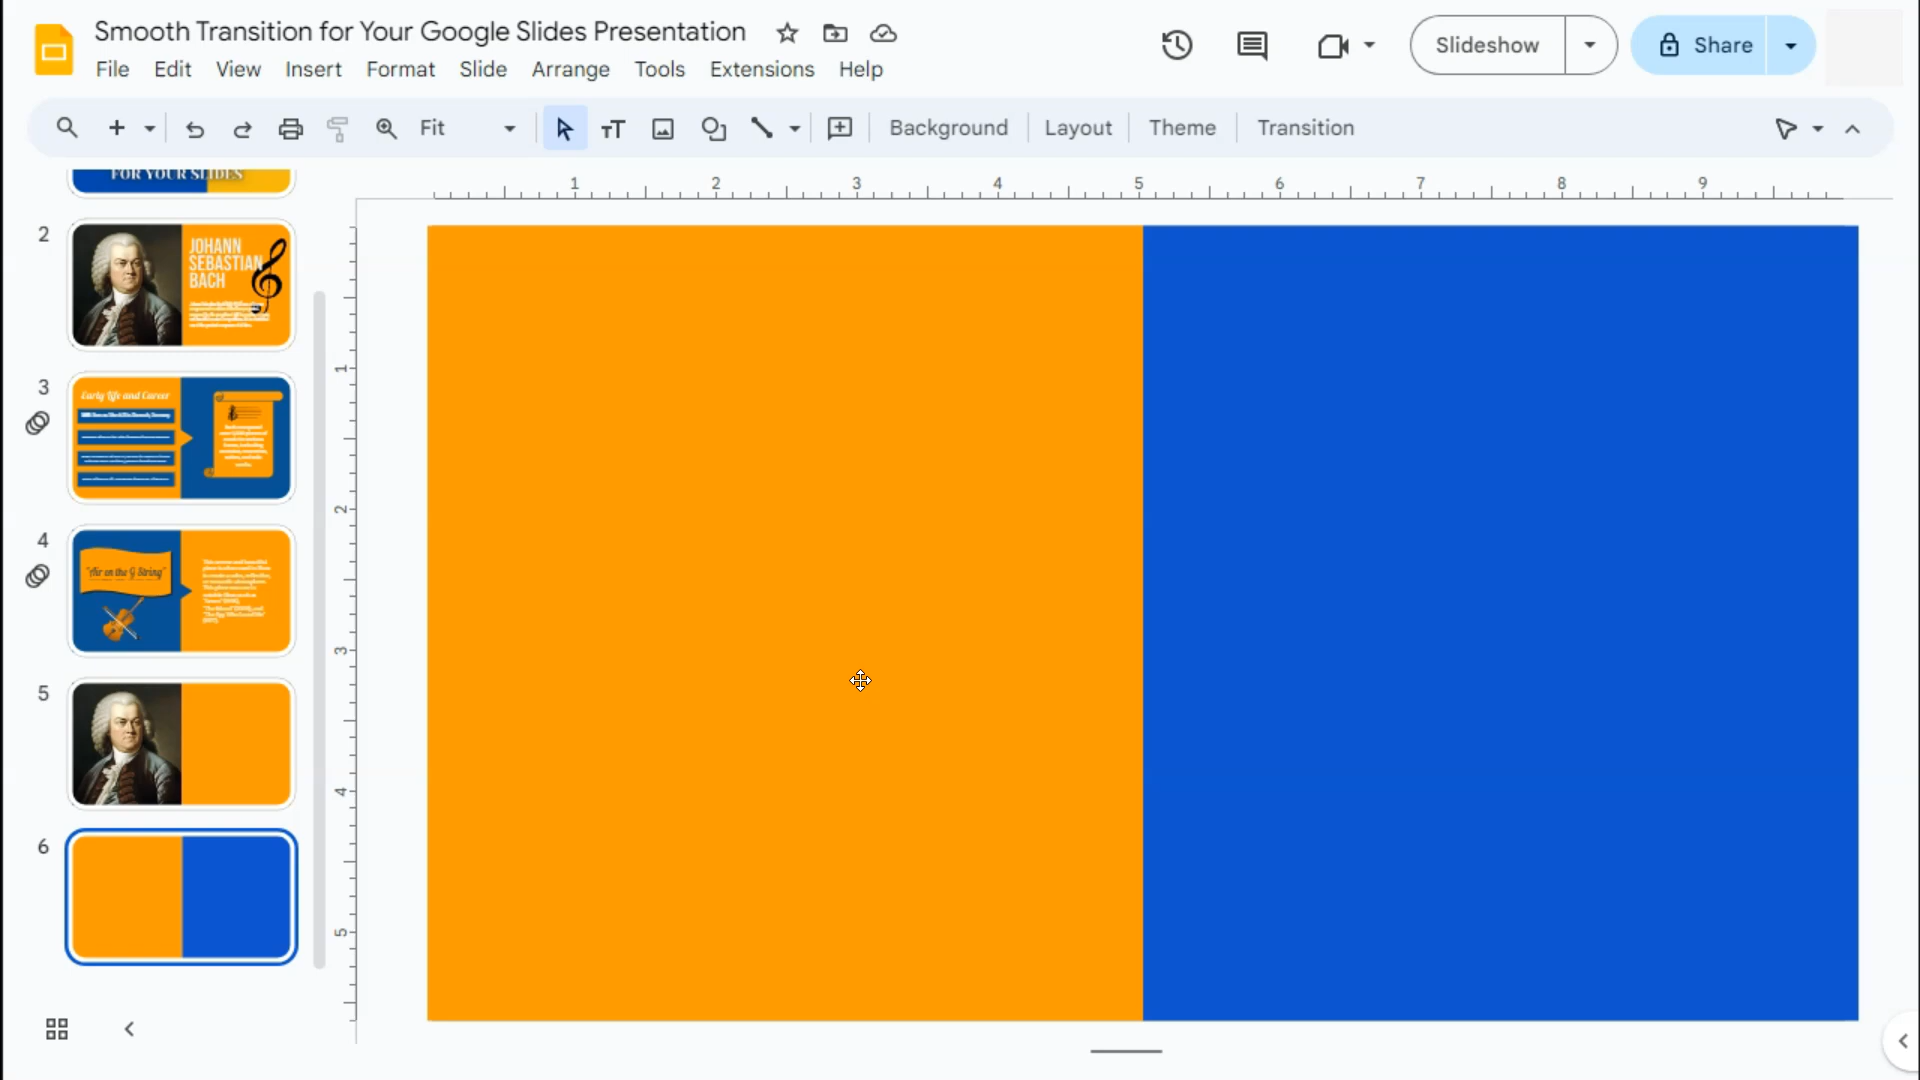 Smooth Transition for Your Google Slides Presentation
File Edit View Insert Format Slide Arrange Tools Extensions Help
Slideshow
Share
Fit
Background Layout Theme Transition
1 2 3 4 5 6 7 8 9
1
2
3
4
5
FOR YOUR SLIDES
2
JOHANN
SEBASTIAN
BACH
3
Early Life and Career
4
"Air on the G String"
5
6